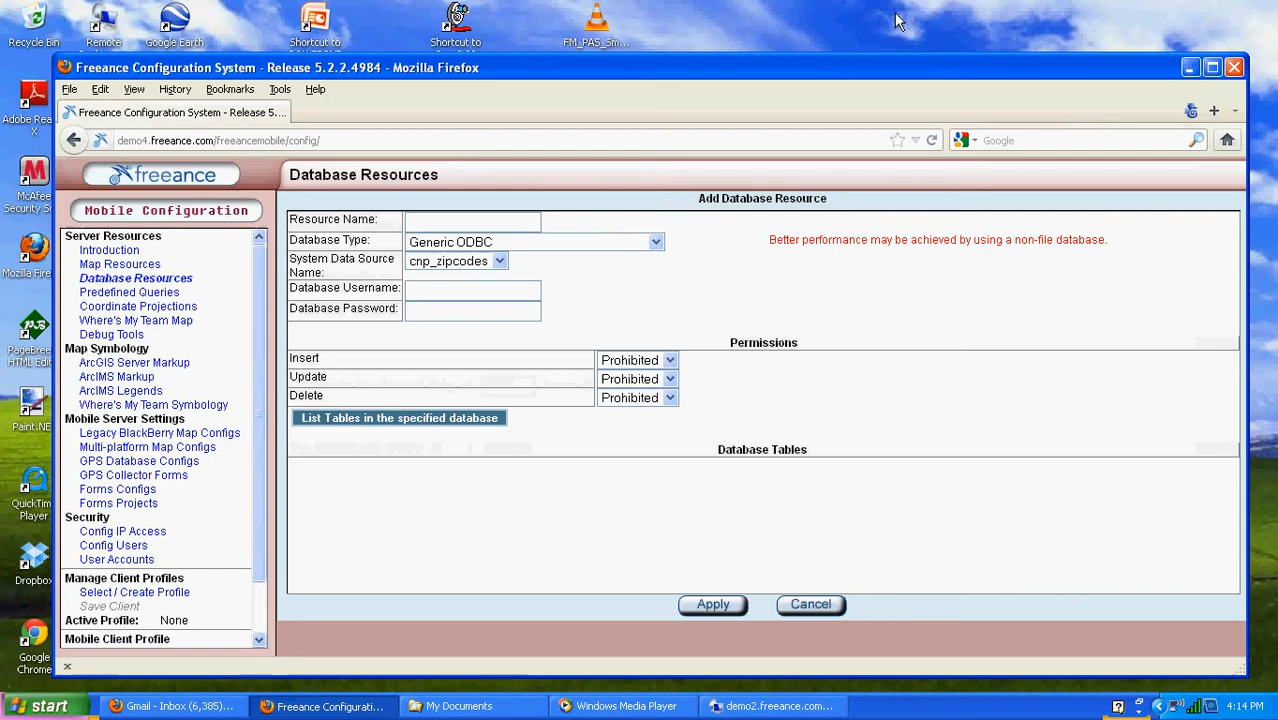 Recycle Bin
Remote
Google Earth
Shortcut to
Shortcut to
FM_PAS_Sm...
Adobe Rea
X
McAfee
Security S
Mozilla Firef
PageBree
HTML Edit
Paint.NE
QuickTim
Player
Dropbox
Google
Chrome
Freeance Configuration System - Release 5.2.2.4984 - Mozilla Firefox
File Edit View History Bookmarks Tools Help
Freeance Configuration System - Release 5....
demo4.freeance.com/freeancemobile/config/
Google
freeance
Mobile Configuration
Server Resources
Introduction
Map Resources
Database Resources
Predefined Queries
Coordinate Projections
Where's My Team Map
Debug Tools
Map Symbology
ArcGIS Server Markup
ArcIMS Markup
ArcIMS Legends
Where's My Team Symbology
Mobile Server Settings
Legacy BlackBerry Map Configs
Multi-platform Map Configs
GPS Database Configs
GPS Collector Forms
Forms Configs
Forms Projects
Security
Config IP Access
Config Users
User Accounts
Manage Client Profiles
Select / Create Profile
Save Client
Active Profile: None
Mobile Client Profile
Database Resources
Add Database Resource
Resource Name:
Database Type: Generic ODBC
Better performance may be achieved by using a non-file database.
System Data Source
Name: cnp_zipcodes
Database Username:
Database Password:
Permissions
Insert Prohibited
Update Prohibited
Delete Prohibited
List Tables in the specified database
Database Tables
Apply Cancel
x
start
Gmail - Inbox (6,385)...
Freeance Configurati...
My Documents
Windows Media Player
demo2.freeance.com...
4:14 PM